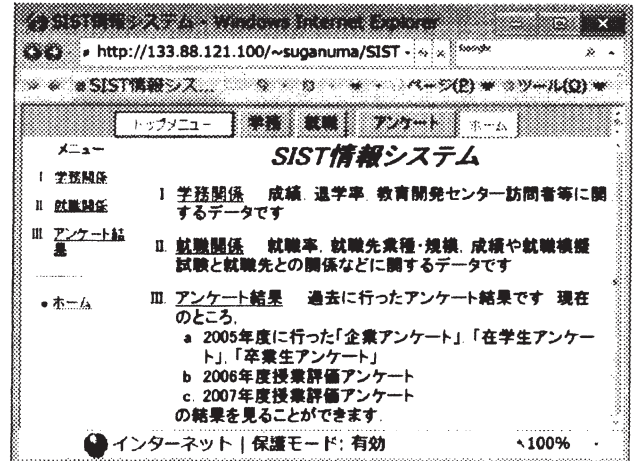 SIST情報システム - Windows Internet Explorer
http://133.88.121.100/~suganuma/SIST
SIST情報シス... ページ(P) ツール(O)
トップメニュー 学務 就職 アンケート ホーム
メニュー
I 学務関係
II 就職関係
III アンケート結
果
ホーム
SIST情報システム
I 学務関係 成績, 退学率, 教育開発センター訪問者等に関
するデータです
II. 就職関係 就職率, 就職先業種・規模, 成績や就職模擬
試験と就職先との関係などに関するデータです
III. アンケート結果 過去に行ったアンケート結果です 現在
のところ,
a 2005年度に行った「企業アンケート」,「在学生アンケー
ト」,「卒業生アンケート」
b 2006年度授業評価アンケート
c. 2007年度授業評価アンケート
の結果を見ることができます.
インターネット | 保護モード: 有効 100%